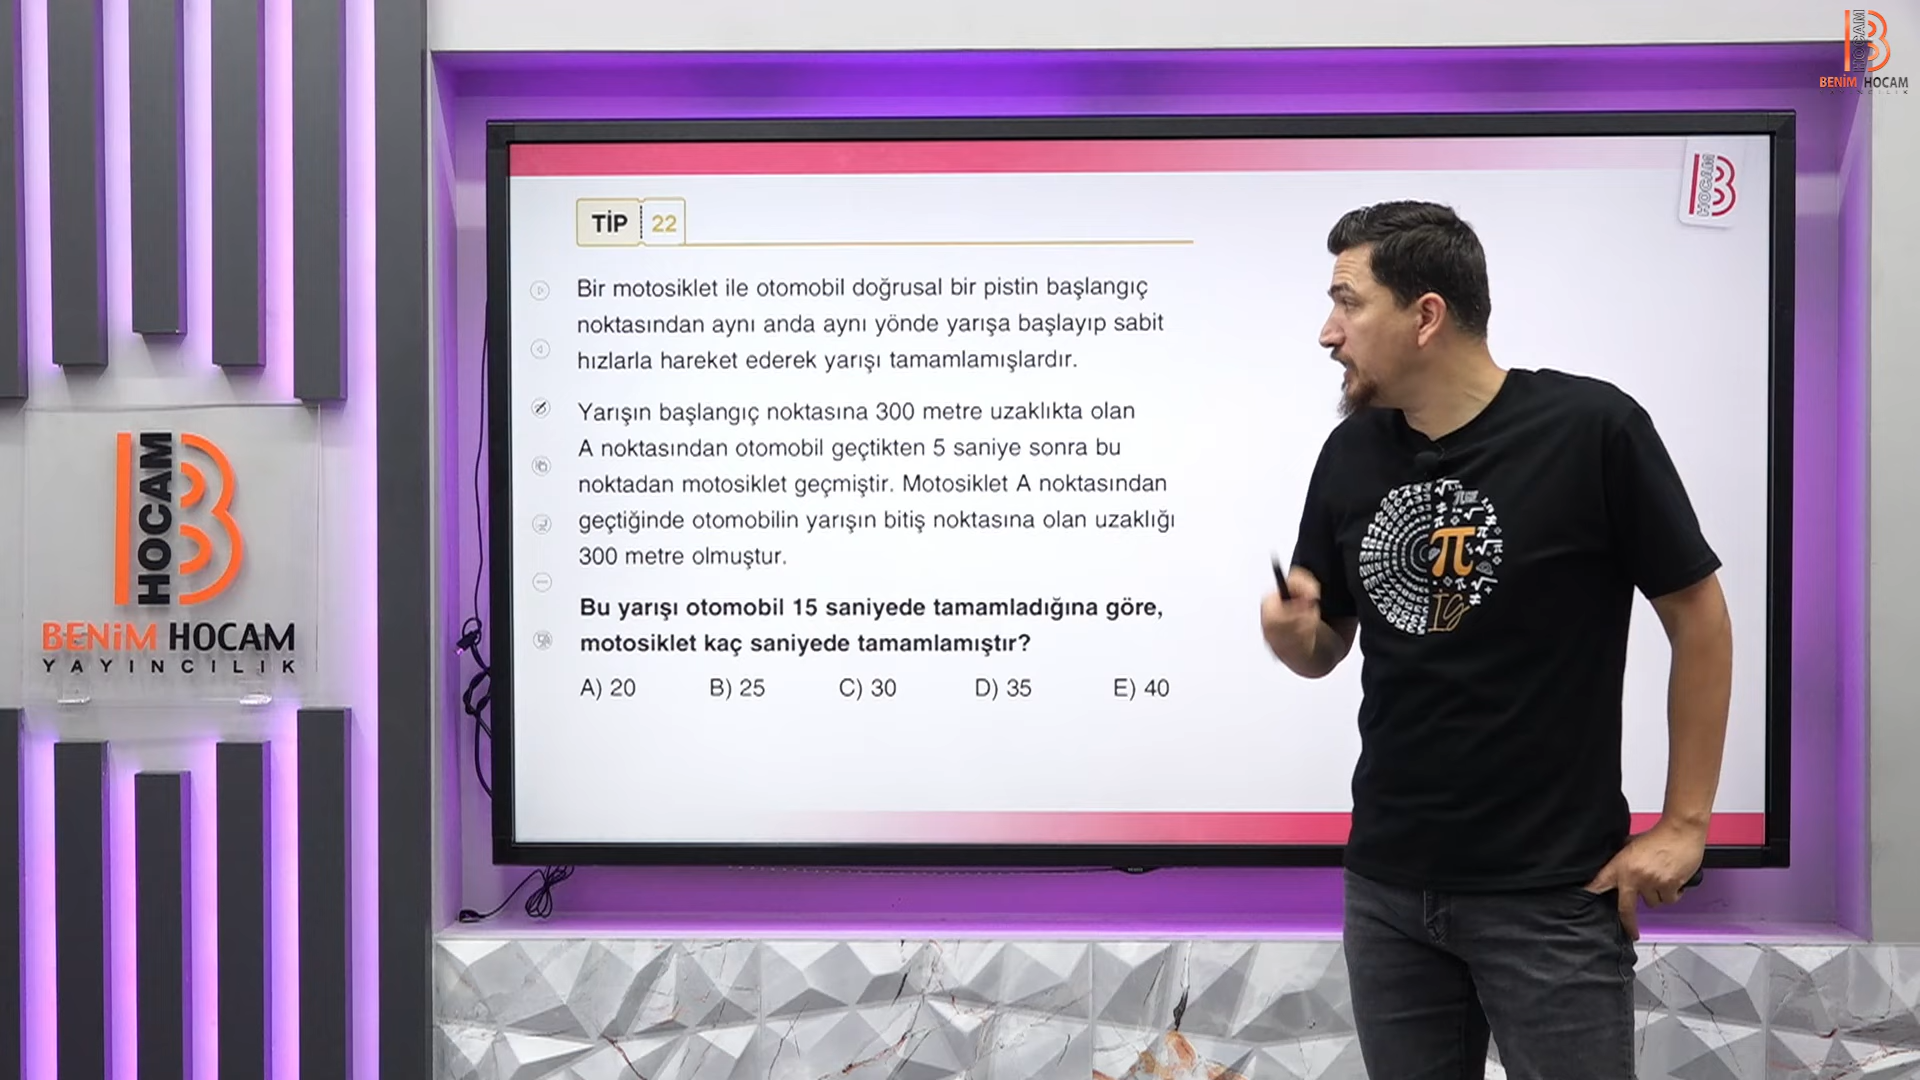 BENİM HOCAM
YAYINCILIK
HOCAM
TİP 22
Bir motosiklet ile otomobil doğrusal bir pistin başlangıç
noktasından aynı anda aynı yönde yarışa başlayıp sabit
hızlarla hareket ederek yarışı tamamlamışlardır.
Yarışın başlangıç noktasına 300 metre uzaklıkta olan
A noktasından otomobil geçtikten 5 saniye sonra bu
noktadan motosiklet geçmiştir. Motosiklet A noktasından
geçtiğinde otomobilin yarışın bitiş noktasına olan uzaklığı
300 metre olmuştur.
Bu yarışı otomobil 15 saniyede tamamladığına göre,
motosiklet kaç saniyede tamamlamıştır?
A) 20 B) 25 C) 30 D) 35 E) 40
HOCAM
BENİM HOCAM
YAYINCILIK
π
İG